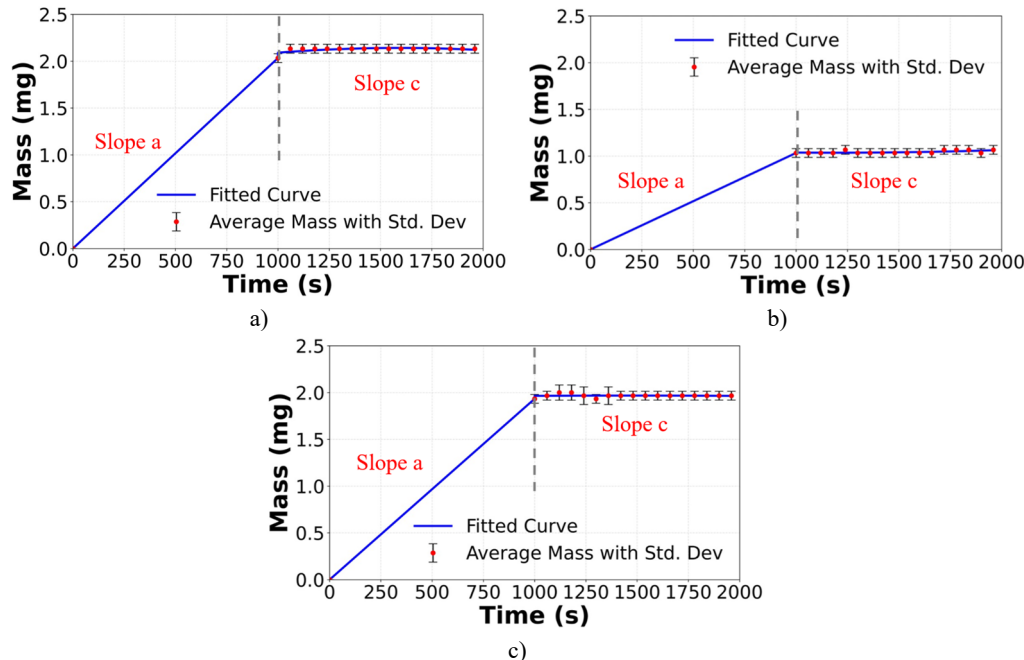 2.5
2.0
1.5
1.0
0.5
0.0
Mass (mg)
Slope a
Slope c
Fitted Curve
Average Mass with Std. Dev
0 250 500 750 1000 1250 1500 1750 2000
Time (s)
a)
2.5
2.0
1.5
1.0
0.5
0.0
Mass (mg)
Fitted Curve
Average Mass with Std. Dev
Slope a
Slope c
0 250 500 750 1000 1250 1500 1750 2000
Time (s)
b)
2.5
2.0
1.5
1.0
0.5
0.0
Mass (mg)
Slope a
Slope c
Fitted Curve
Average Mass with Std. Dev
0 250 500 750 1000 1250 1500 1750 2000
Time (s)
c)